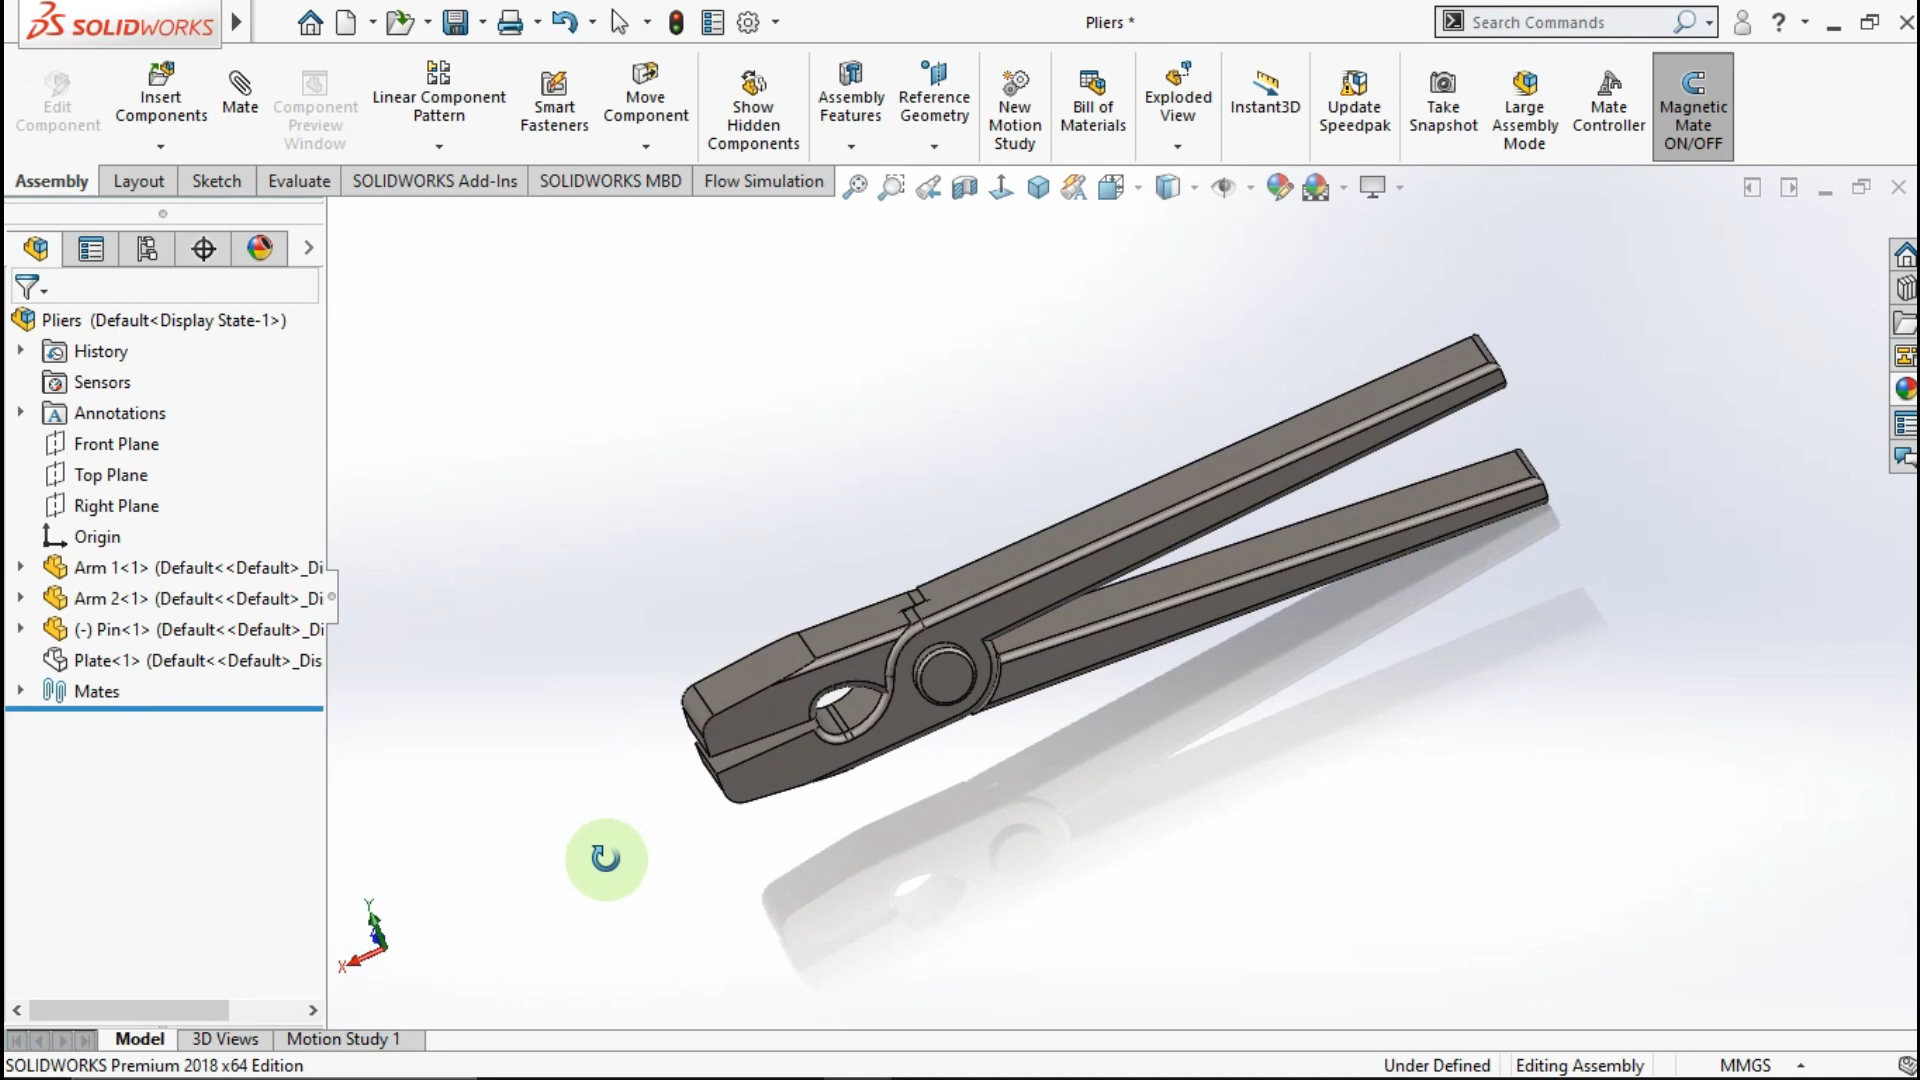 SOLIDWORKS
Pliers *
Search Commands
?
Edit
Component
Insert
Components
Mate
Component
Preview
Window
Linear Component
Pattern
Smart
Fasteners
Move
Component
Show
Hidden
Components
Assembly
Features
Reference
Geometry
New
Motion
Study
Bill of
Materials
Exploded
View
Instant3D
Update
Speedpak
Take
Snapshot
Large
Assembly
Mode
Mate
Controller
Magnetic
Mate
ON/OFF
Assembly
Layout
Sketch
Evaluate
SOLIDWORKS Add-Ins
SOLIDWORKS MBD
Flow Simulation
Pliers (Default<Display State-1>)
History
Sensors
Annotations
Front Plane
Top Plane
Right Plane
Origin
Arm 1<1> (Default<<Default>_Di
Arm 2<1> (Default<<Default>_Di
(-) Pin<1> (Default<<Default>_Di
Plate<1> (Default<<Default>_Dis
Mates
Y
X
Model
3D Views
Motion Study 1
SOLIDWORKS Premium 2018 x64 Edition
Under Defined
Editing Assembly
MMGS